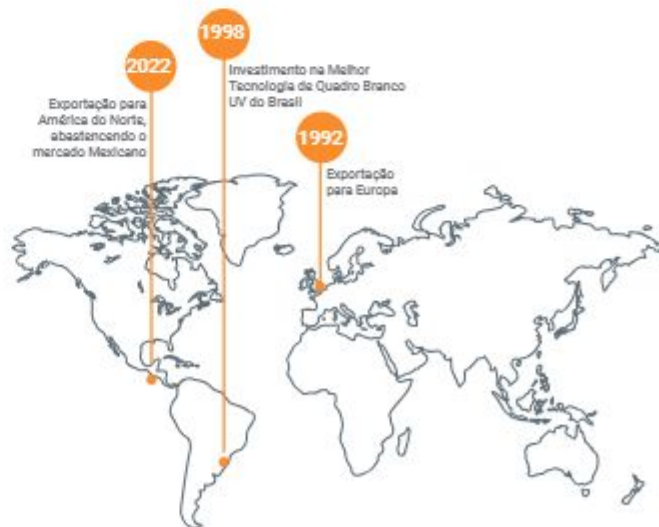 2022
Exportação para
América do Norte,
abastencendo o
mercado Mexicano
1998
Investimento na Melhor
Tecnologia de Quadro Branco
UV do Brasil
1992
Exportação
para Europa